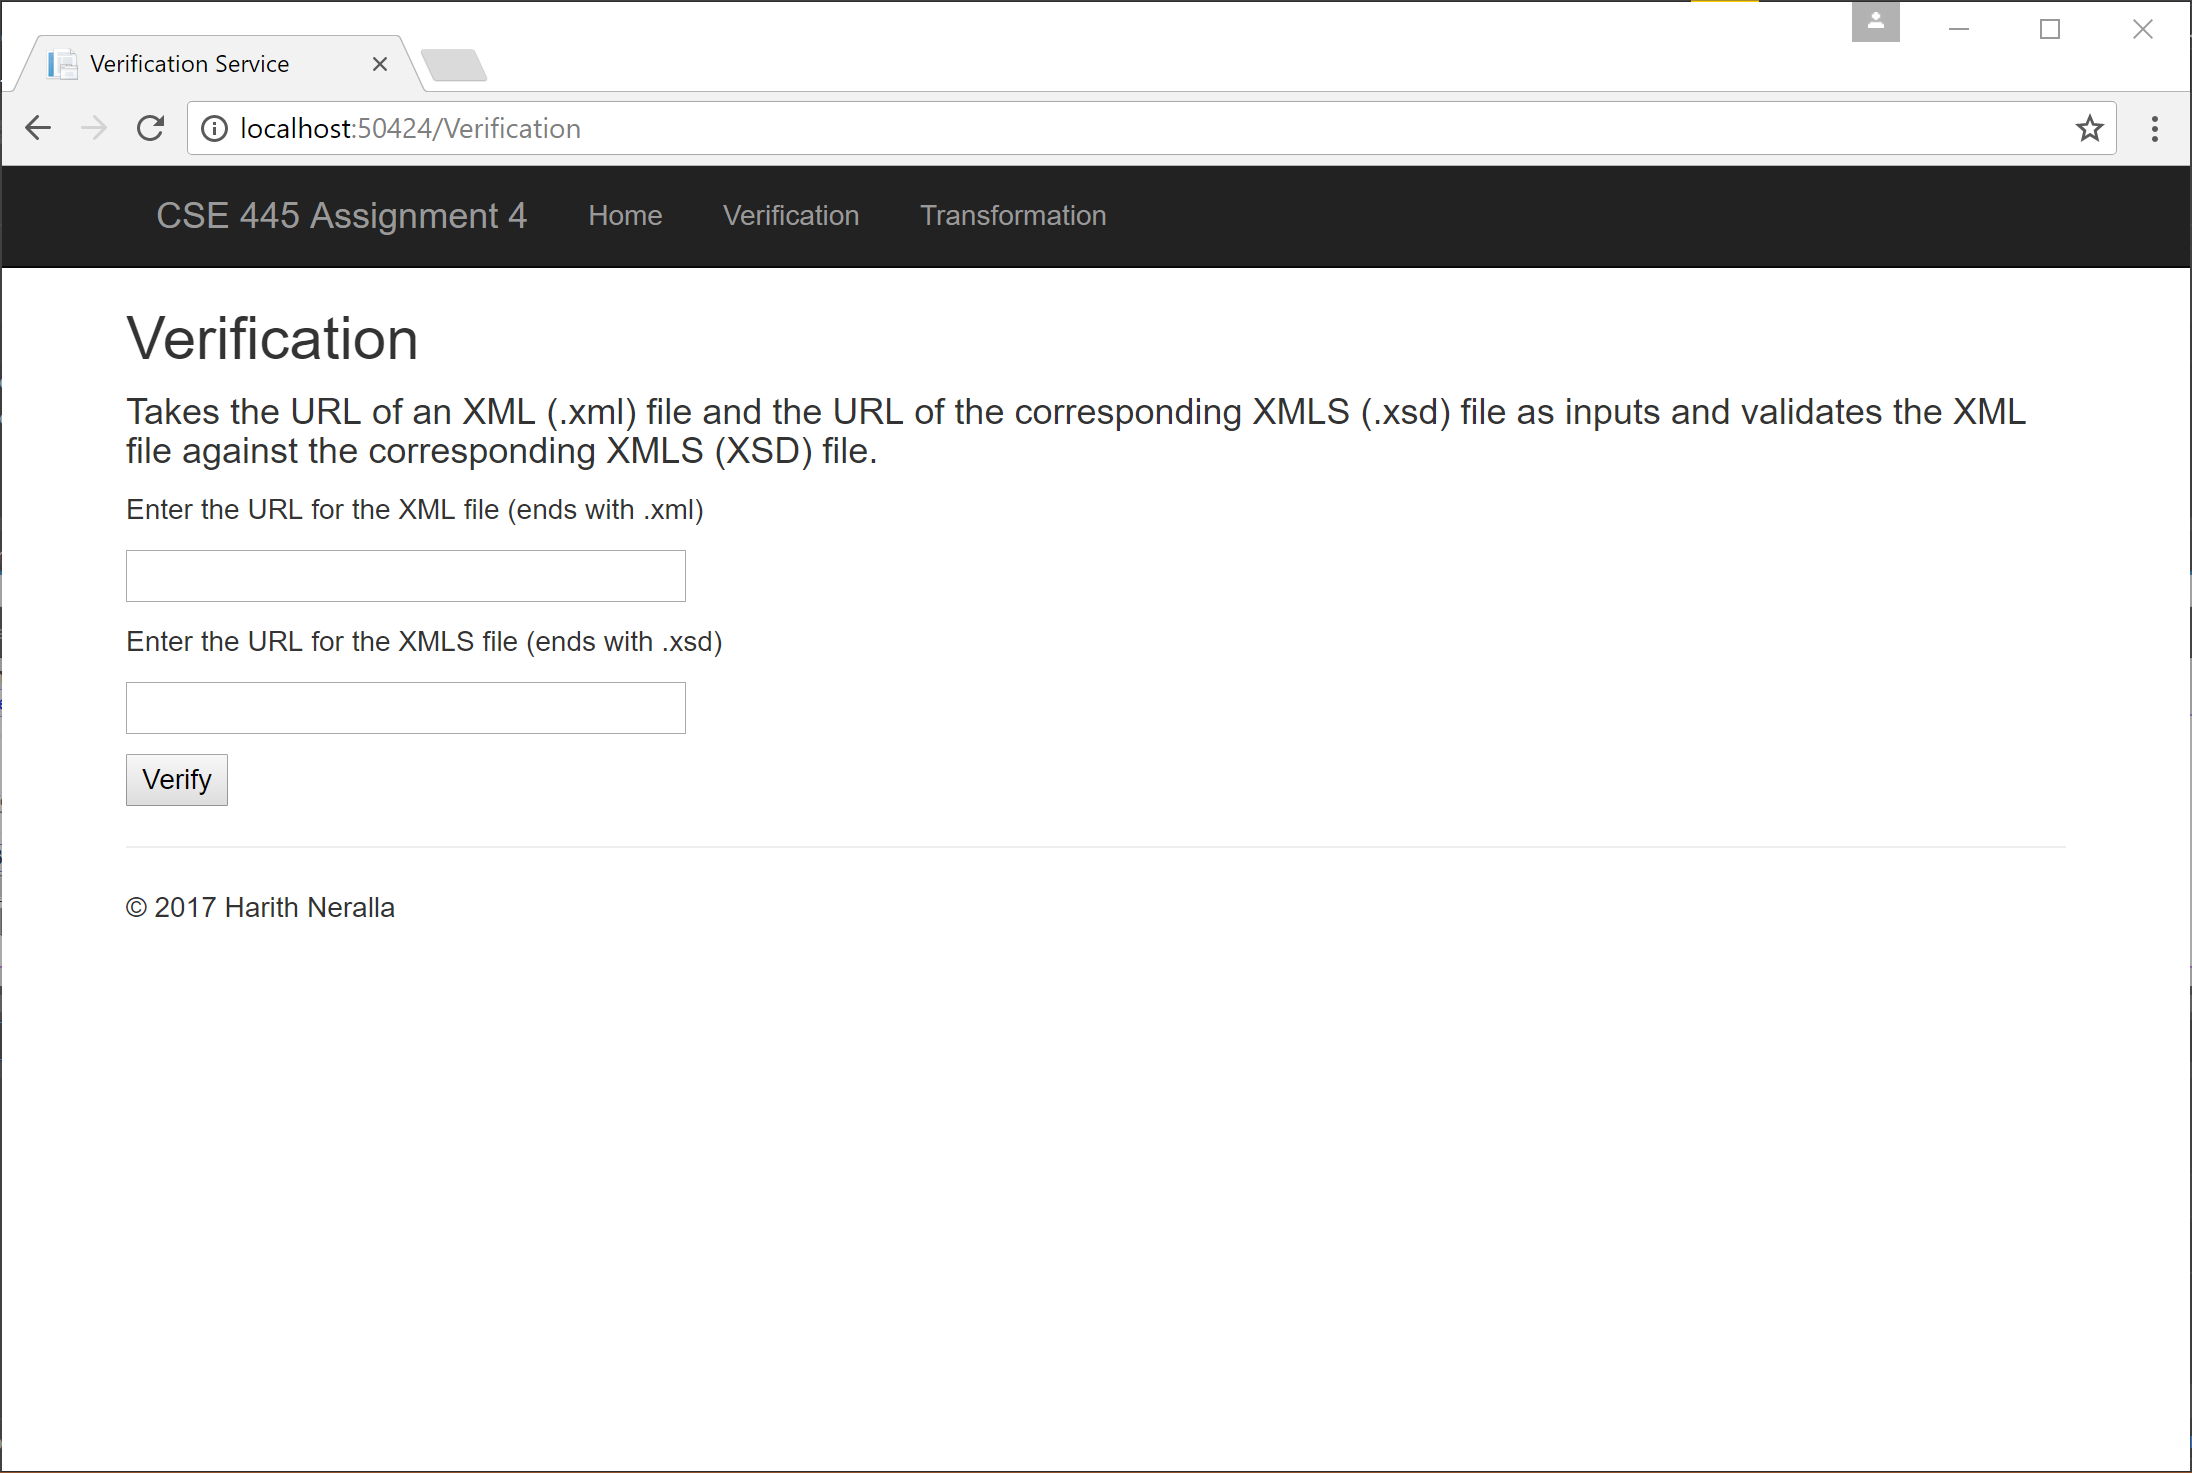 Verification Service
localhost:50424/Verification
CSE 445 Assignment 4 Home Verification Transformation
Verification
Takes the URL of an XML (.xml) file and the URL of the corresponding XMLS (.xsd) file as inputs and validates the XML
file against the corresponding XMLS (XSD) file.
Enter the URL for the XML file (ends with .xml)
Enter the URL for the XMLS file (ends with .xsd)
Verify
© 2017 Harith Neralla